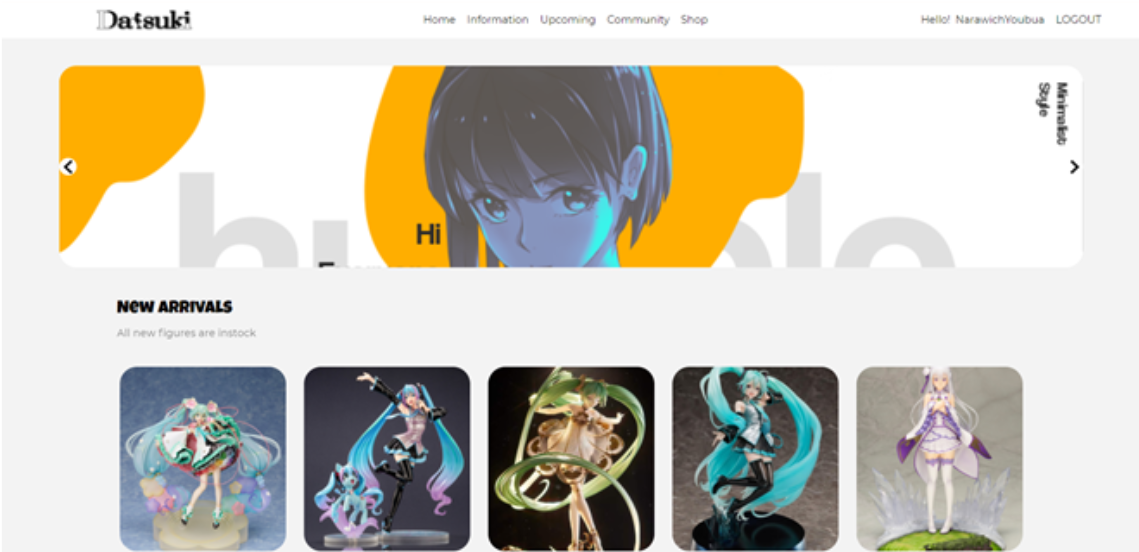 Datsuki
Home Information Upcoming Community Shop
Hello! NarawichYoubua LOGOUT
Minimalist
Style
Hi
New ARRIVALS
All new figures are instock